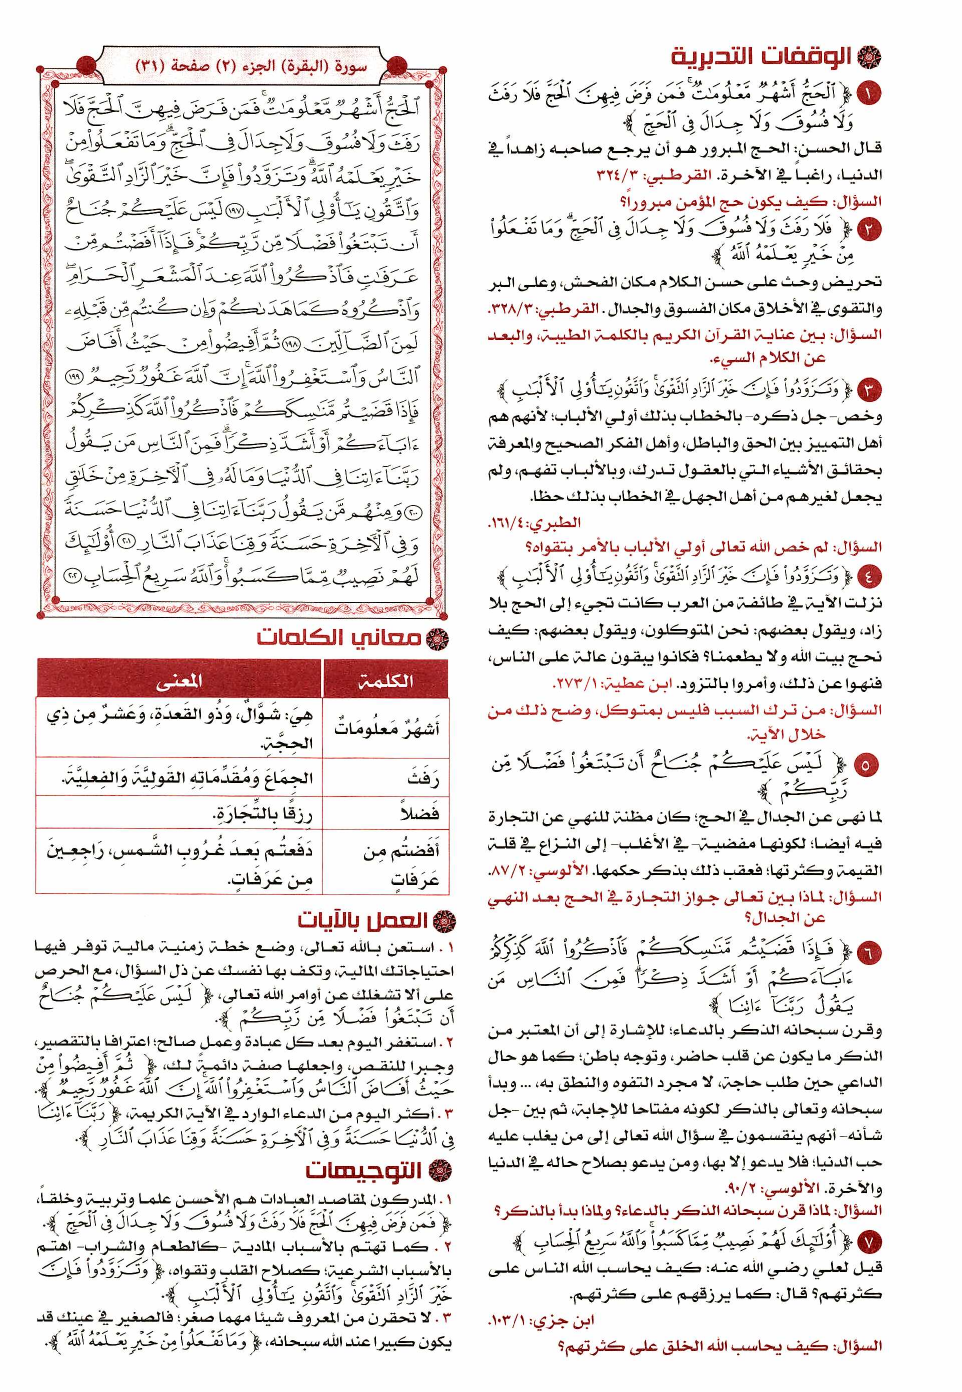 الوقفات التدبرية
١ ﴿ ٱلْحَجُّ أَشْهُرٌ مَّعْلُومَٰتٌ ۚ فَمَن فَرَضَ فِيهِنَّ ٱلْحَجَّ فَلَا رَفَثَ
وَلَا فُسُوقَ وَلَا جِدَالَ فِى ٱلْحَجِّ ﴾
قال الحسن: الحج المبرور هو أن يرجع صاحبه زاهداً في
الدنيا، راغباً في الآخرة. القرطبي: ٣٢٤/٣
السؤال: كيف يكون حج المؤمن مبروراً؟
٢ ﴿ فَلَا رَفَثَ وَلَا فُسُوقَ وَلَا جِدَالَ فِى ٱلْحَجِّ ۗ وَمَا تَفْعَلُوا۟
مِنْ خَيْرٍ يَعْلَمْهُ ٱللَّهُ ﴾
تحريض وحث على حسن الكلام مكان الفحش، وعلى البر
والتقوى في الأخلاق مكان الفسوق والجدال. القرطبي: ٣٢٨/٣.
السؤال: بين عناية القرآن الكريم بالكلمة الطيبة، والبعد
عن الكلام السيء.
٣ ﴿ وَتَزَوَّدُوا۟ فَإِنَّ خَيْرَ ٱلزَّادِ ٱلتَّقْوَىٰ ۚ وَٱتَّقُونِ يَٰٓأُو۟لِى ٱلْأَلْبَٰبِ ﴾
وخص- جل ذكره- بالخطاب بذلك أولي الألباب؛ لأنهم هم
أهل التمييز بين الحق والباطل، وأهل الفكر الصحيح والمعرفة
بحقائق الأشياء التي بالعقول تدرك، وبالألباب تفهم، ولم
يجعل لغيرهم من أهل الجهل في الخطاب بذلك حظا.
الطبري: ١٦١/٤.
السؤال: لم خص الله تعالى أولي الألباب بالأمر بتقواه؟
٤ ﴿ وَتَزَوَّدُوا۟ فَإِنَّ خَيْرَ ٱلزَّادِ ٱلتَّقْوَىٰ ۚ وَٱتَّقُونِ يَٰٓأُو۟لِى ٱلْأَلْبَٰبِ ﴾
نزلت الآية في طائفة من العرب كانت تجيء إلى الحج بلا
زاد، ويقول بعضهم: نحن المتوكلون، ويقول بعضهم: كيف
نحج بيت الله ولا يطعمنا؟ فكانوا يبقون عالة على الناس،
فنهوا عن ذلك، وأمروا بالتزود. ابن عطية: ٢٧٣/١.
السؤال: من ترك السبب فليس بمتوكل، وضح ذلك من
خلال الآية.
٥ ﴿ لَيْسَ عَلَيْكُمْ جُنَاحٌ أَن تَبْتَغُوا۟ فَضْلًا مِّن
رَّبِّكُمْ ﴾
لما نهى عن الجدال في الحج؛ كان مظنة للنهي عن التجارة
فيه أيضا؛ لكونها مفضية- في الأغلب- إلى النزاع في قلة
القيمة وكثرتها؛ فعقب ذلك بذكر حكمها. الألوسي: ٨٧/٢.
السؤال: لماذا بين تعالى جواز التجارة في الحج بعد النهي
عن الجدال؟
٦ ﴿ فَإِذَا قَضَيْتُم مَّنَٰسِكَكُمْ فَٱذْكُرُوا۟ ٱللَّهَ كَذِكْرِكُمْ
ءَابَآءَكُمْ أَوْ أَشَدَّ ذِكْرًا ۗ فَمِنَ ٱلنَّاسِ مَن
يَقُولُ رَبَّنَآ ءَاتِنَا ﴾
وقرن سبحانه الذكر بالدعاء؛ للإشارة إلى أن المعتبر من
الذكر ما يكون عن قلب حاضر، وتوجه باطن؛ كما هو حال
الداعي حين طلب حاجة، لا مجرد التفوه والنطق به، ... وبدأ
سبحانه وتعالى بالذكر لكونه مفتاحا للإجابة، ثم بين -جل
شأنه- أنهم ينقسمون في سؤال الله تعالى إلى من يغلب عليه
حب الدنيا؛ فلا يدعو إلا بها، ومن يدعو بصلاح حاله في الدنيا
والآخرة. الألوسي: ٩٠/٢.
السؤال: لماذا قرن سبحانه الذكر بالدعاء؟ ولماذا بدأ بالذكر؟
٧ ﴿ أُو۟لَٰٓئِكَ لَهُمْ نَصِيبٌ مِّمَّا كَسَبُوا۟ ۚ وَٱللَّهُ سَرِيعُ ٱلْحِسَابِ ﴾
قيل لعلي رضي الله عنه: كيف يحاسب الله الناس على
كثرتهم؟ قال: كما يرزقهم على كثرتهم.
ابن جزي: ١٠٣/١.
السؤال: كيف يحاسب الله الخلق على كثرتهم؟
سورة (البقرة) الجزء (٢) صفحة (٣١)
ٱلْحَجُّ أَشْهُرٌ مَّعْلُومَٰتٌ ۚ فَمَن فَرَضَ فِيهِنَّ ٱلْحَجَّ فَلَا
رَفَثَ وَلَا فُسُوقَ وَلَا جِدَالَ فِى ٱلْحَجِّ ۗ وَمَا تَفْعَلُوا۟ مِنْ
خَيْرٍ يَعْلَمْهُ ٱللَّهُ ۗ وَتَزَوَّدُوا۟ فَإِنَّ خَيْرَ ٱلزَّادِ ٱلتَّقْوَىٰ ۚ
وَٱتَّقُونِ يَٰٓأُو۟لِى ٱلْأَلْبَٰبِ ١٩٧ لَيْسَ عَلَيْكُمْ جُنَاحٌ
أَن تَبْتَغُوا۟ فَضْلًا مِّن رَّبِّكُمْ ۚ فَإِذَآ أَفَضْتُم مِّنْ
عَرَفَٰتٍ فَٱذْكُرُوا۟ ٱللَّهَ عِندَ ٱلْمَشْعَرِ ٱلْحَرَامِ ۖ
وَٱذْكُرُوهُ كَمَا هَدَىٰكُمْ وَإِن كُنتُم مِّن قَبْلِهِۦ
لَمِنَ ٱلضَّآلِّينَ ١٩٨ ثُمَّ أَفِيضُوا۟ مِنْ حَيْثُ أَفَاضَ
ٱلنَّاسُ وَٱسْتَغْفِرُوا۟ ٱللَّهَ ۚ إِنَّ ٱللَّهَ غَفُورٌ رَّحِيمٌ ١٩٩
فَإِذَا قَضَيْتُم مَّنَٰسِكَكُمْ فَٱذْكُرُوا۟ ٱللَّهَ كَذِكْرِكُمْ
ءَابَآءَكُمْ أَوْ أَشَدَّ ذِكْرًا ۗ فَمِنَ ٱلنَّاسِ مَن يَقُولُ
رَبَّنَآ ءَاتِنَا فِى ٱلدُّنْيَا وَمَا لَهُۥ فِى ٱلْءَاخِرَةِ مِنْ خَلَٰقٍ
٢٠٠ وَمِنْهُم مَّن يَقُولُ رَبَّنَآ ءَاتِنَا فِى ٱلدُّنْيَا حَسَنَةً
وَفِى ٱلْءَاخِرَةِ حَسَنَةً وَقِنَا عَذَابَ ٱلنَّارِ ٢٠١ أُو۟لَٰٓئِكَ
لَهُمْ نَصِيبٌ مِّمَّا كَسَبُوا۟ ۚ وَٱللَّهُ سَرِيعُ ٱلْحِسَابِ ٢٠٢
معاني الكلمات
الكلمة المعنى
أَشهُرٌ مَعلُومَاتٌ هِيَ: شَوَّالٌ، وَذُو القَعدَةِ، وَعَشرٌ مِن ذِي
الحِجَّةِ.
رَفَثَ الجِمَاعَ وَمُقَدِّمَاتِهِ القَولِيَّةَ وَالفِعلِيَّةَ.
فَضلاً رِزقًا بِالتِّجَارَةِ.
أَفَضتُم مِن دَفَعتُم بَعدَ غُرُوبِ الشَّمسِ، رَاجِعِينَ
عَرَفَاتٍ مِن عَرَفَاتٍ.
العمل بالآيات
١. استعن بالله تعالى، وضع خطة زمنية مالية توفر فيها
احتياجاتك المالية، وتكف بها نفسك عن ذل السؤال، مع الحرص
على ألا تشغلك عن أوامر الله تعالى، ﴿ لَيْسَ عَلَيْكُمْ جُنَاحٌ
أَن تَبْتَغُوا۟ فَضْلًا مِّن رَّبِّكُمْ ﴾.
٢. استغفر اليوم بعد كل عبادة وعمل صالح؛ اعترافا بالتقصير،
وجبرا للنقص، واجعلها صفة دائمة لك، ﴿ ثُمَّ أَفِيضُوا۟ مِنْ
حَيْثُ أَفَاضَ ٱلنَّاسُ وَٱسْتَغْفِرُوا۟ ٱللَّهَ ۚ إِنَّ ٱللَّهَ غَفُورٌ رَّحِيمٌ ﴾.
٣. أكثر اليوم من الدعاء الوارد في الآية الكريمة، ﴿ رَبَّنَآ ءَاتِنَا
فِى ٱلدُّنْيَا حَسَنَةً وَفِى ٱلْءَاخِرَةِ حَسَنَةً وَقِنَا عَذَابَ ٱلنَّارِ ﴾.
التوجيهات
١. المدركون لمقاصد العبادات هم الأحسن علما وتربية وخلقاً،
﴿ فَمَن فَرَضَ فِيهِنَّ ٱلْحَجَّ فَلَا رَفَثَ وَلَا فُسُوقَ وَلَا جِدَالَ فِى ٱلْحَجِّ ﴾.
٢. كما تهتم بالأسباب المادية -كالطعام والشراب- اهتم
بالأسباب الشرعية؛ كصلاح القلب وتقواه، ﴿ وَتَزَوَّدُوا۟ فَإِنَّ
خَيْرَ ٱلزَّادِ ٱلتَّقْوَىٰ ۚ وَٱتَّقُونِ يَٰٓأُو۟لِى ٱلْأَلْبَٰبِ ﴾.
٣. لا تحقرن من المعروف شيئا مهما صغر؛ فالصغير في عينك قد
يكون كبيرا عند الله سبحانه، ﴿ وَمَا تَفْعَلُوا۟ مِنْ خَيْرٍ يَعْلَمْهُ ٱللَّهُ ﴾.